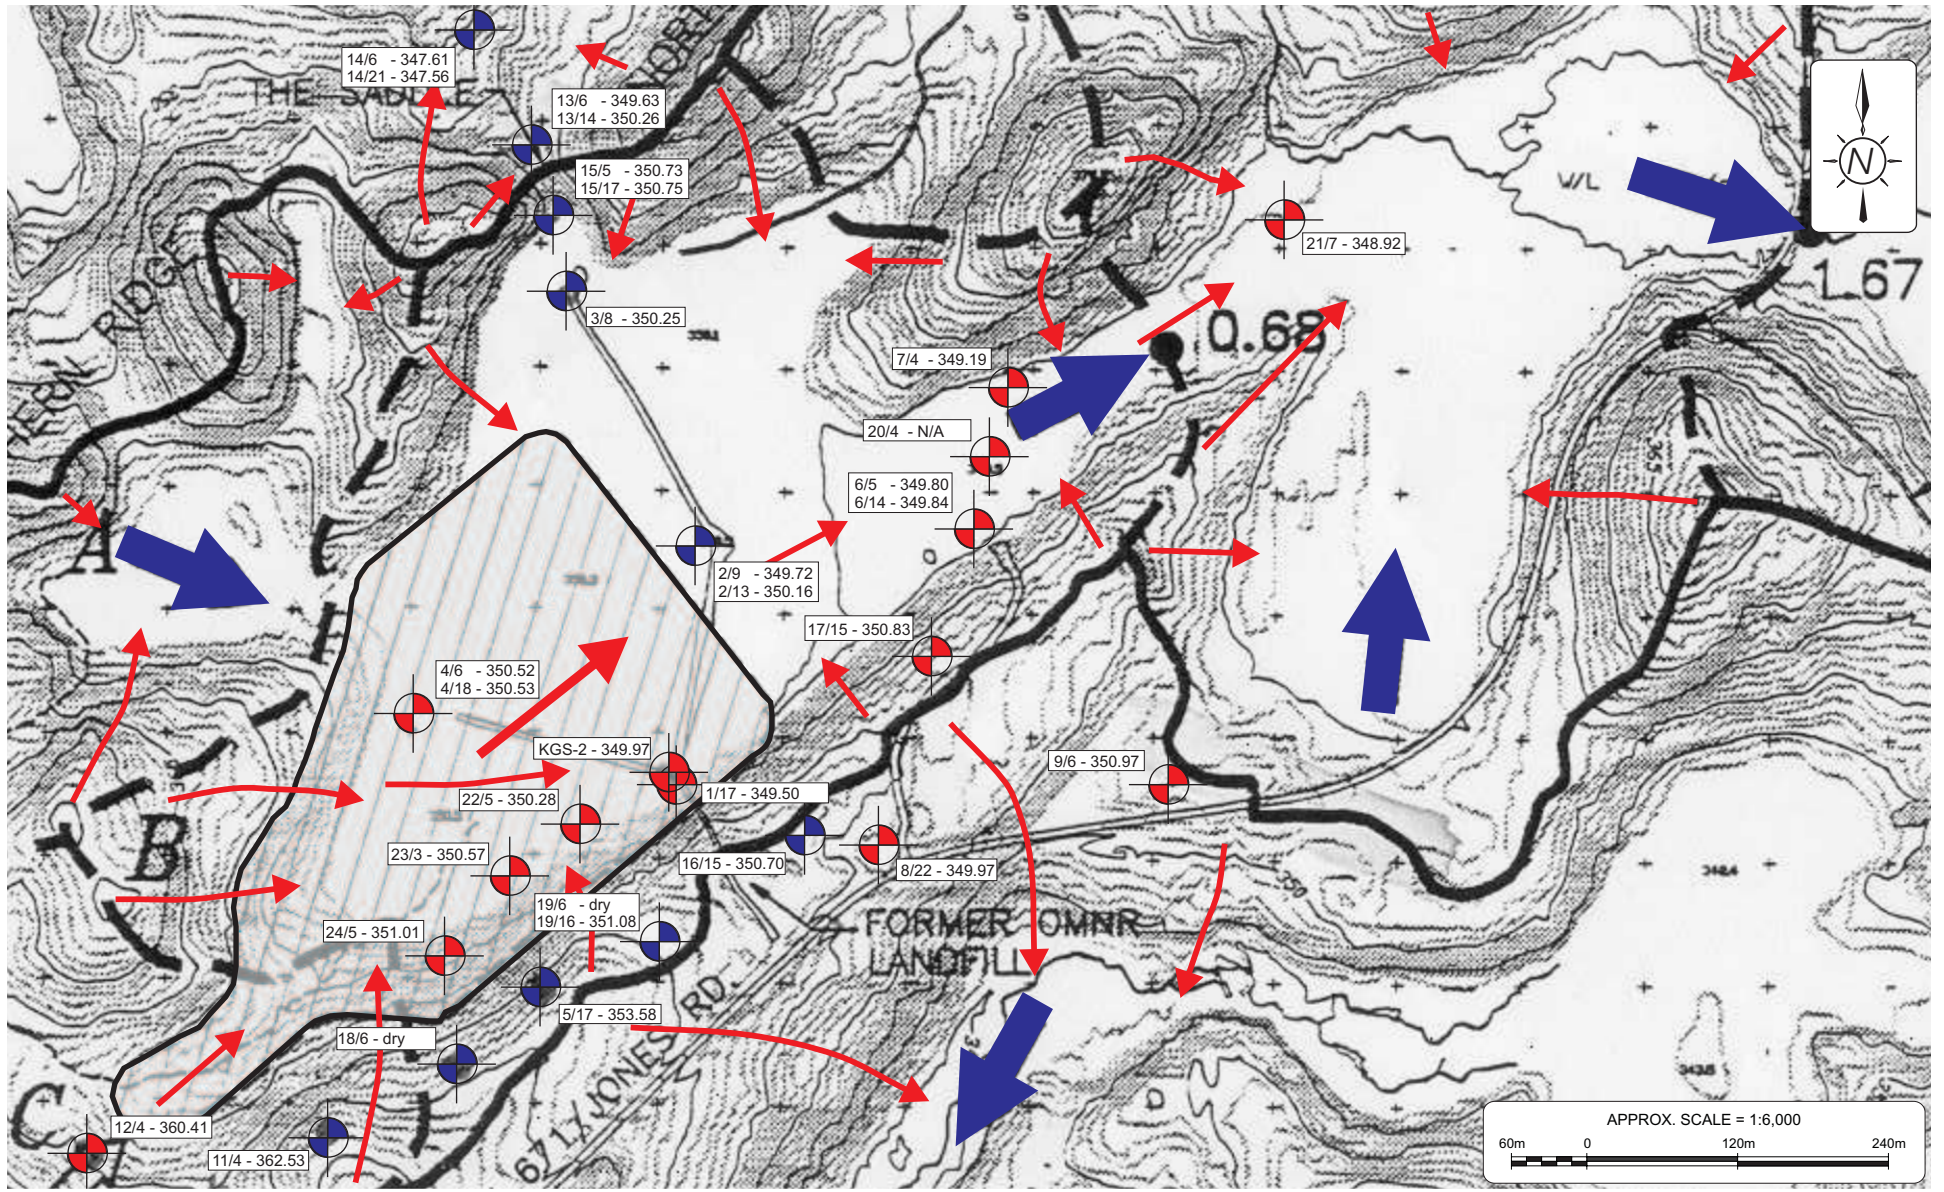 14/6 - 347.61
14/21 - 347.56
THE SADDLE
NORT
13/6 - 349.63
13/14 - 350.26
15/5 - 350.73
15/17 - 350.75
W/L
N
21/7 - 348.92
1.67
RIDGE
3/8 - 350.25
0.68
7/4 - 349.19
20/4 - N/A
6/5 - 349.80
6/14 - 349.84
A
2/9 - 349.72
2/13 - 350.16
17/15 - 350.83
4/6 - 350.52
4/18 - 350.53
KGS-2 - 349.97
9/6 - 350.97
22/5 - 350.28
1/17 - 349.50
B
23/3 - 350.57
16/15 - 350.70
8/22 - 349.97
350
19/6 - dry
19/16 - 351.08
24/5 - 351.01
FORMER OMNR
LANDFILL
5/17 - 353.58
18/6 - dry
671X JONES RD.
C
12/4 - 360.41
11/4 - 362.53
APPROX. SCALE = 1:6,000
60m 0 120m 240m